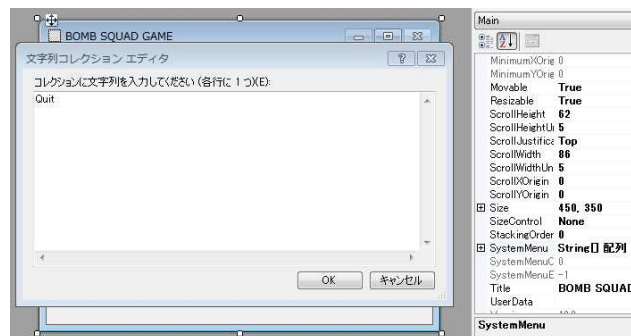 BOMB SQUAD GAME
文字列コレクション エディタ
コレクションに文字列を入力してください (各行に 1 つ)(E):
Quit
OK
キャンセル
Main
MinimumXOrig 0
MinimumYOrig 0
Movable True
Resizable True
ScrollHeight 62
ScrollHeightUr 5
ScrollJustifica Top
ScrollWidth 86
ScrollWidthUn 5
ScrollXOrigin 0
ScrollYOrigin 0
Size 450, 350
SizeControl None
StackingOrder 0
SystemMenu String[] 配列
SystemMenuC 0
SystemMenuE -1
Title BOMB SQUAD
UserData
SystemMenu